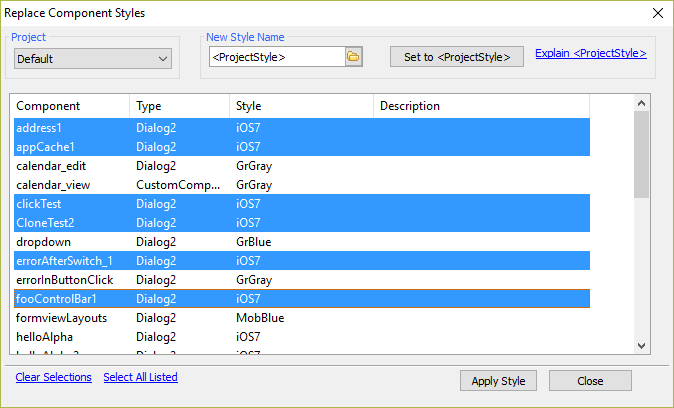 Replace Component Styles
Project
New Style Name
Default
<ProjectStyle>
Set to <ProjectStyle>
Explain <ProjectStyle>
Component Type Style Description
address1 Dialog2 iOS7
appCache1 Dialog2 iOS7
calendar_edit Dialog2 GrGray
calendar_view CustomComp... GrGray
clickTest Dialog2 iOS7
CloneTest2 Dialog2 iOS7
dropdown Dialog2 GrBlue
errorAfterSwitch_1 Dialog2 iOS7
errorInButtonClick Dialog2 GrGray
fooControlBar1 Dialog2 iOS7
formviewLayouts Dialog2 MobBlue
helloAlpha Dialog2 iOS7
Clear Selections Select All Listed
Apply Style
Close